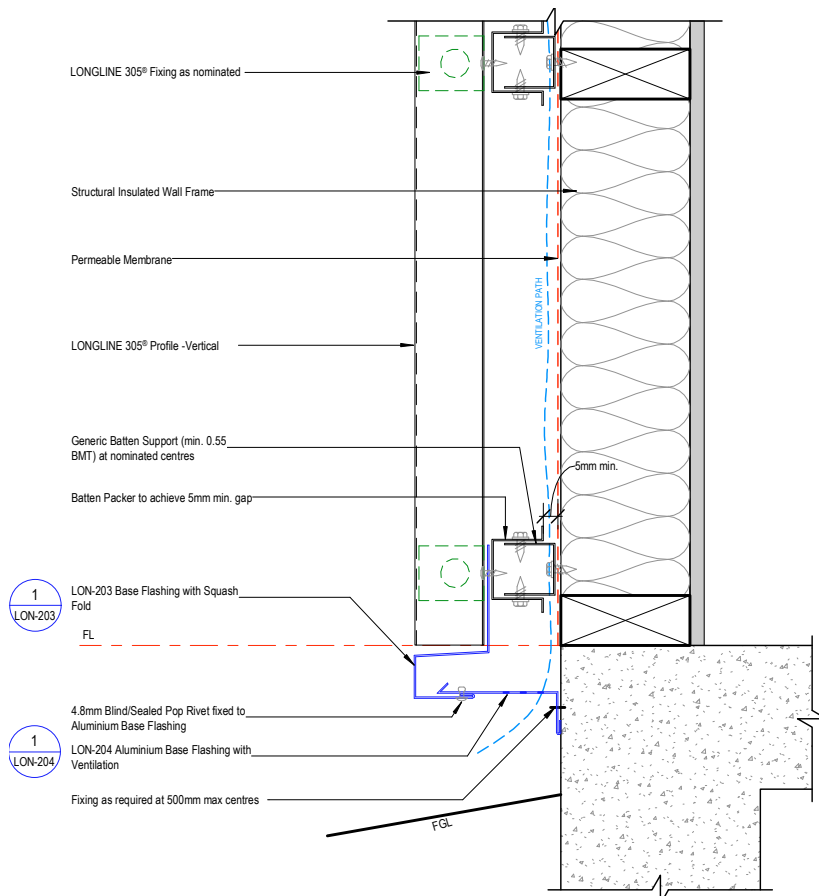 LONGLINE 305® Fixing as nominated
Structural Insulated Wall Frame
Permeable Membrane
VENTILATION PATH
LONGLINE 305® Profile -Vertical
Generic Batten Support (min. 0.55
BMT) at nominated centres
5mm min.
Batten Packer to achieve 5mm min. gap
1
LON-203
LON-203 Base Flashing with Squash
Fold
FL
4.8mm Blind/Sealed Pop Rivet fixed to
Aluminium Base Flashing
1
LON-204
LON-204 Aluminium Base Flashing with
Ventilation
Fixing as required at 500mm max centres
FGL